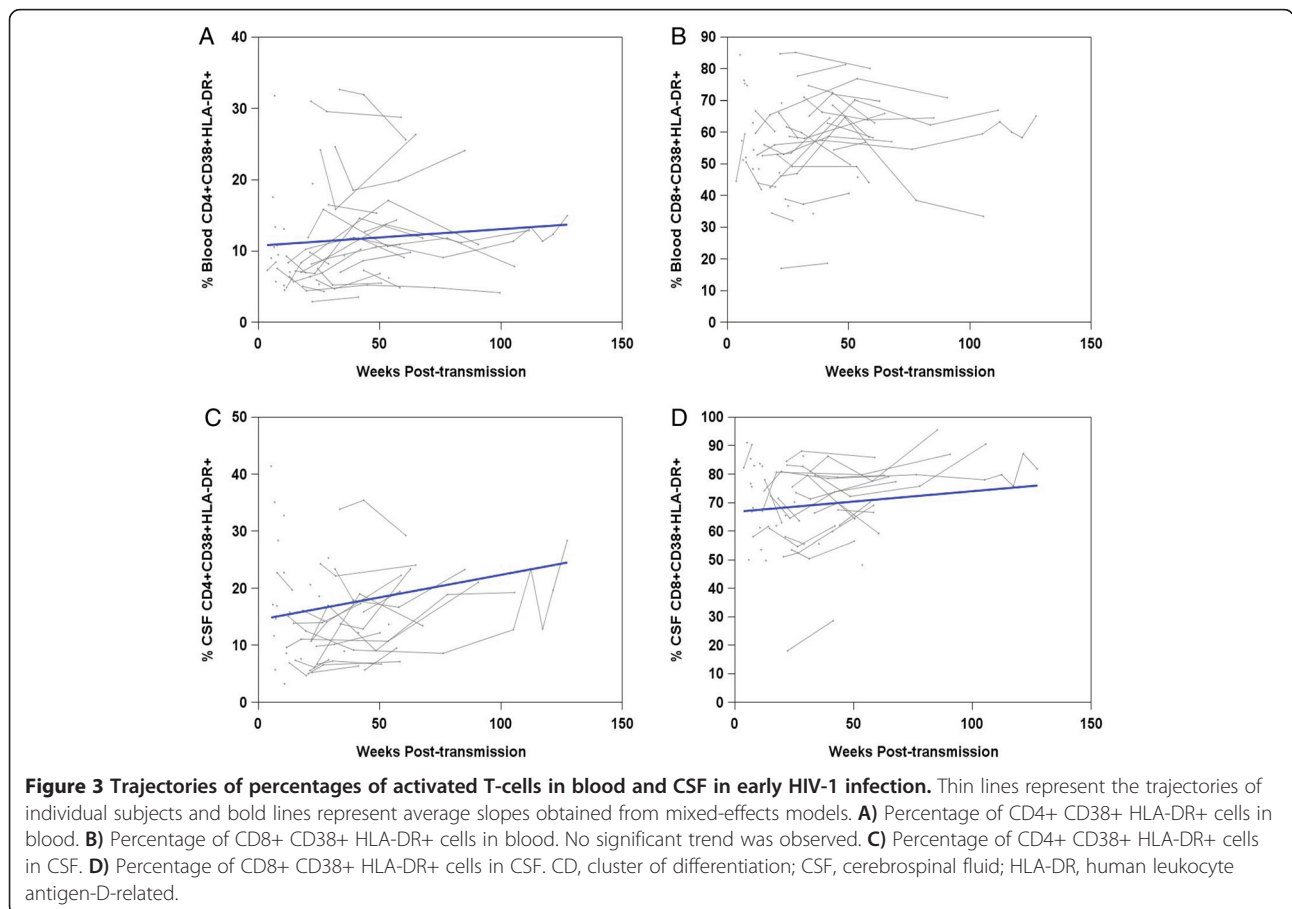 A
40
30
20
10
0
% Blood CD4+CD38+HLA-DR+
0 50 100 150
Weeks Post-transmission
B
90
80
70
60
50
40
30
20
10
0
% Blood CD8+CD38+HLA-DR+
0 50 100 150
Weeks Post-transmission
C
50
40
30
20
10
0
% CSF CD4+CD38+HLA-DR+
0 50 100 150
Weeks Post-transmission
D
100
90
80
70
60
50
40
30
20
10
0
% CSF CD8+CD38+HLA-DR+
0 50 100 150
Weeks Post-transmission
Figure 3 Trajectories of percentages of activated T-cells in blood and CSF in early HIV-1 infection. Thin lines represent the trajectories of
individual subjects and bold lines represent average slopes obtained from mixed-effects models. A) Percentage of CD4+ CD38+ HLA-DR+ cells in
blood. B) Percentage of CD8+ CD38+ HLA-DR+ cells in blood. No significant trend was observed. C) Percentage of CD4+ CD38+ HLA-DR+ cells
in CSF. D) Percentage of CD8+ CD38+ HLA-DR+ cells in CSF. CD, cluster of differentiation; CSF, cerebrospinal fluid; HLA-DR, human leukocyte
antigen-D-related.